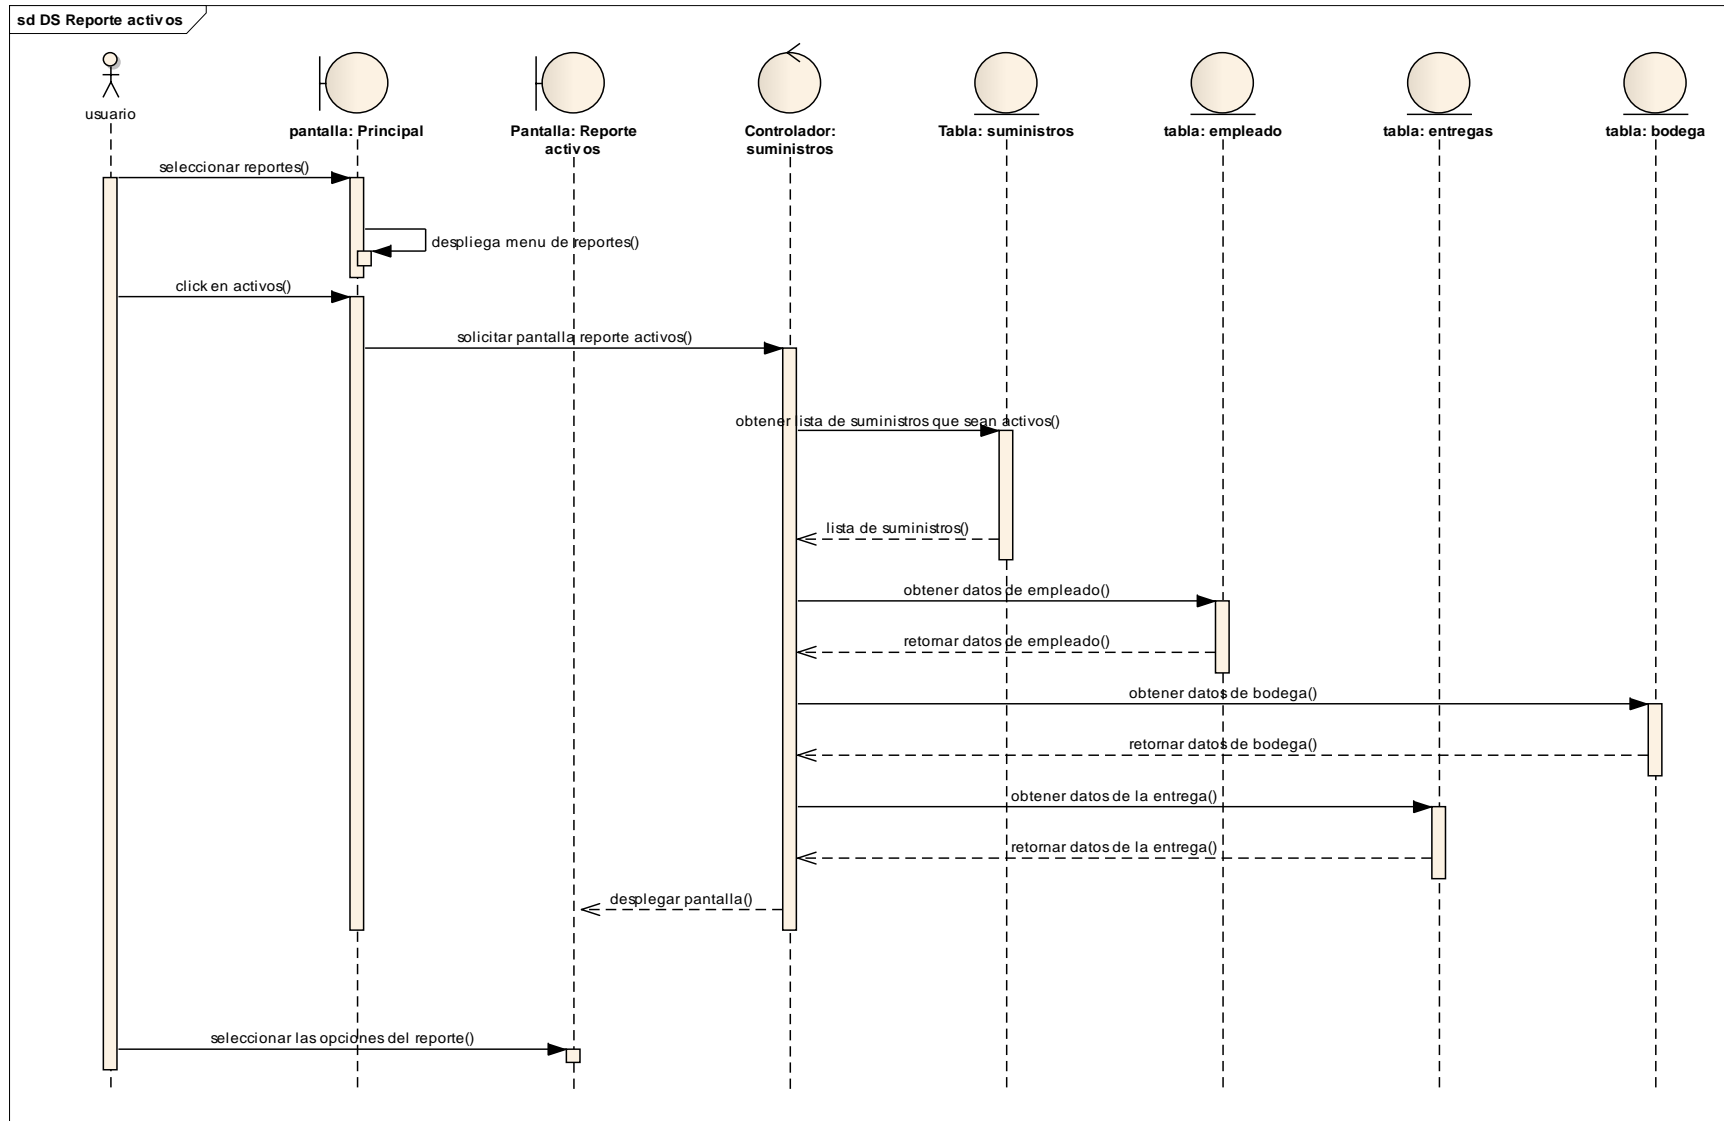 sd DS Reporte activos
usuario
pantalla: Principal
Pantalla: Reporte
activos
Controlador:
suministros
Tabla: suministros
tabla: empleado
tabla: entregas
tabla: bodega
seleccionar reportes()
despliega menu de reportes()
click en activos()
solicitar pantalla reporte activos()
obtener lista de suministros que sean activos()
lista de suministros()
obtener datos de empleado()
retornar datos de empleado()
obtener datos de bodega()
retornar datos de bodega()
obtener datos de la entrega()
retornar datos de la entrega()
desplegar pantalla()
seleccionar las opciones del reporte()